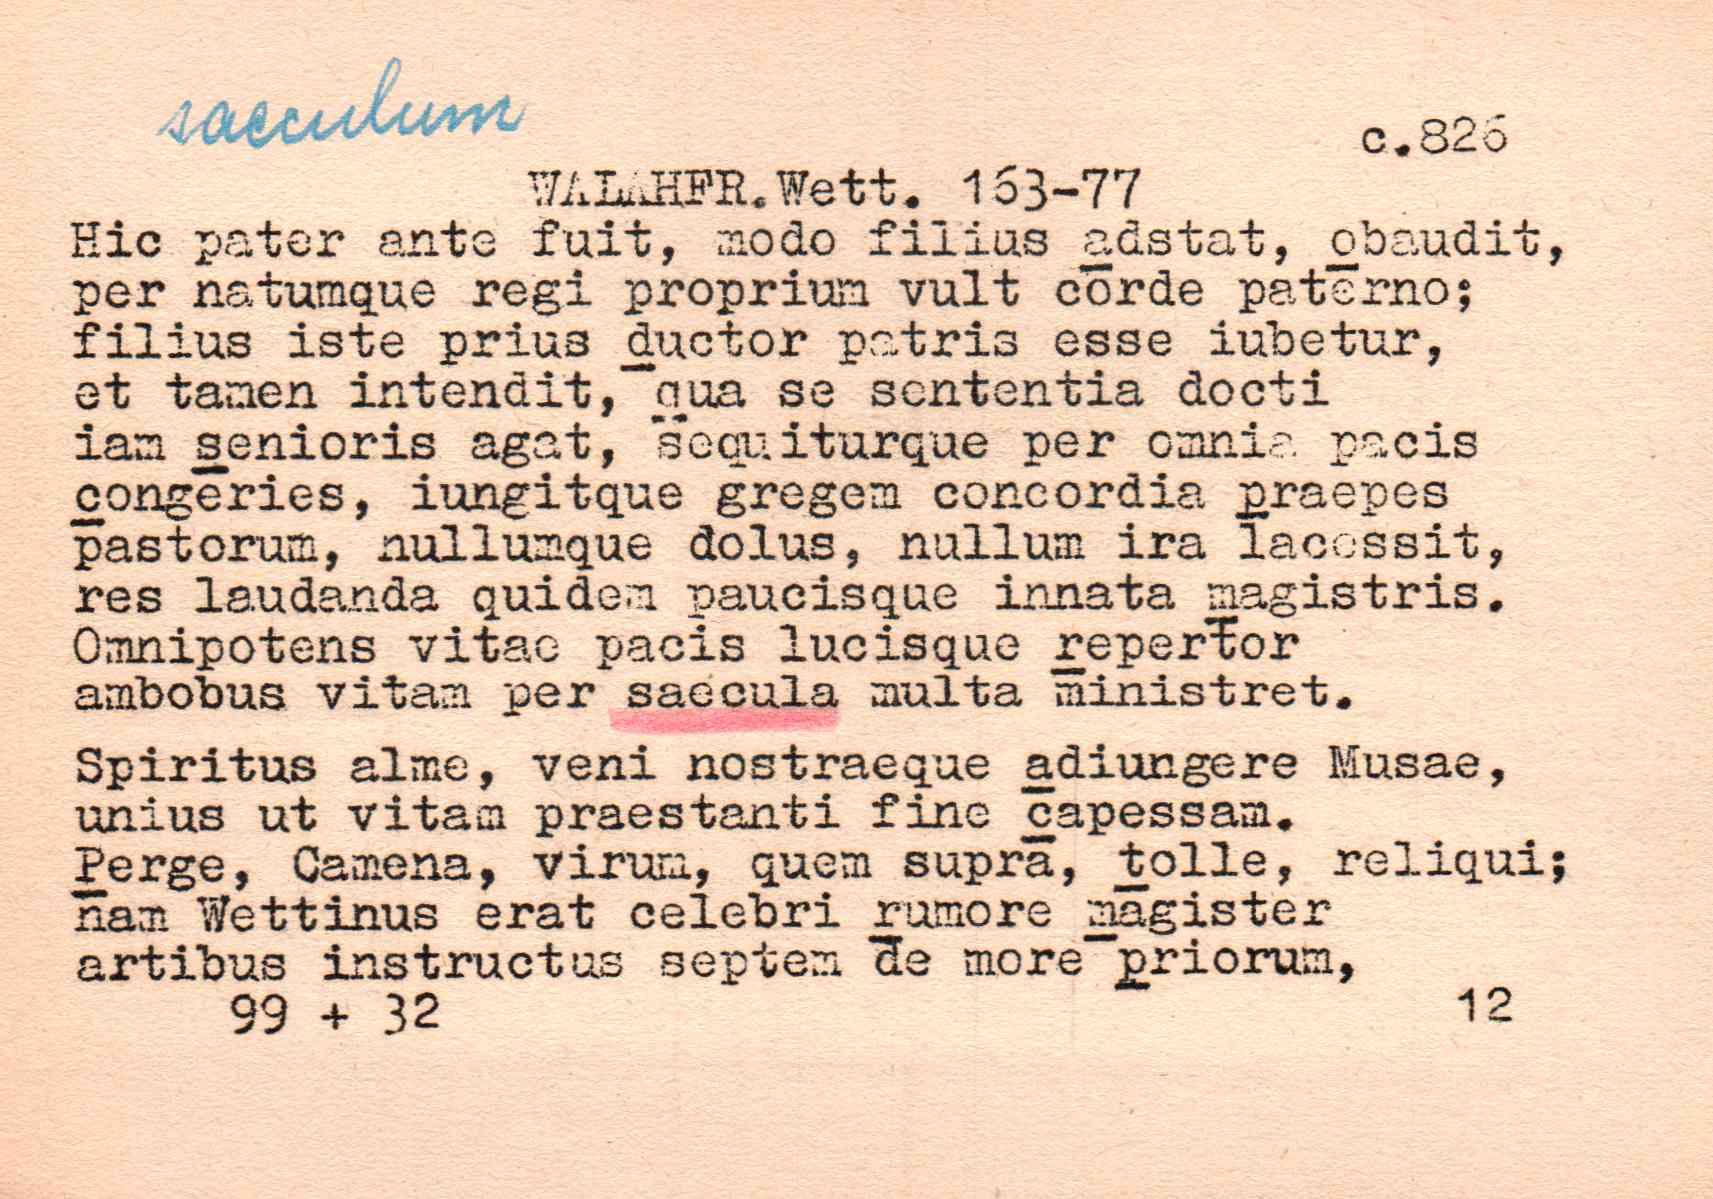 saeculum
c.826
WALAHFR.Wett. 163-77
Hic pater ante fuit, modo filius adstat, obaudit,
per natumque regi proprium vult corde paterno;
filius iste prius ductor patris esse iubetur,
et tamen intendit, qua se sententia docti
iam senioris agat, sequiturque per omnia pacis
congeries, iungitque gregem concordia praepes
pastorum, nullumque dolus, nullum ira lacessit,
res laudanda quidem paucisque innata magistris.
Omnipotens vitae pacis lucisque repertor
ambobus vitam per saecula multa ministret.
Spiritus alme, veni nostraeque adiungere Musae,
unius ut vitam praestanti fine capessam.
Perge, Camena, virum, quem supra, tolle, reliqui;
nam Wettinus erat celebri rumore magister
artibus instructus septem de more priorum,
99 + 32 12